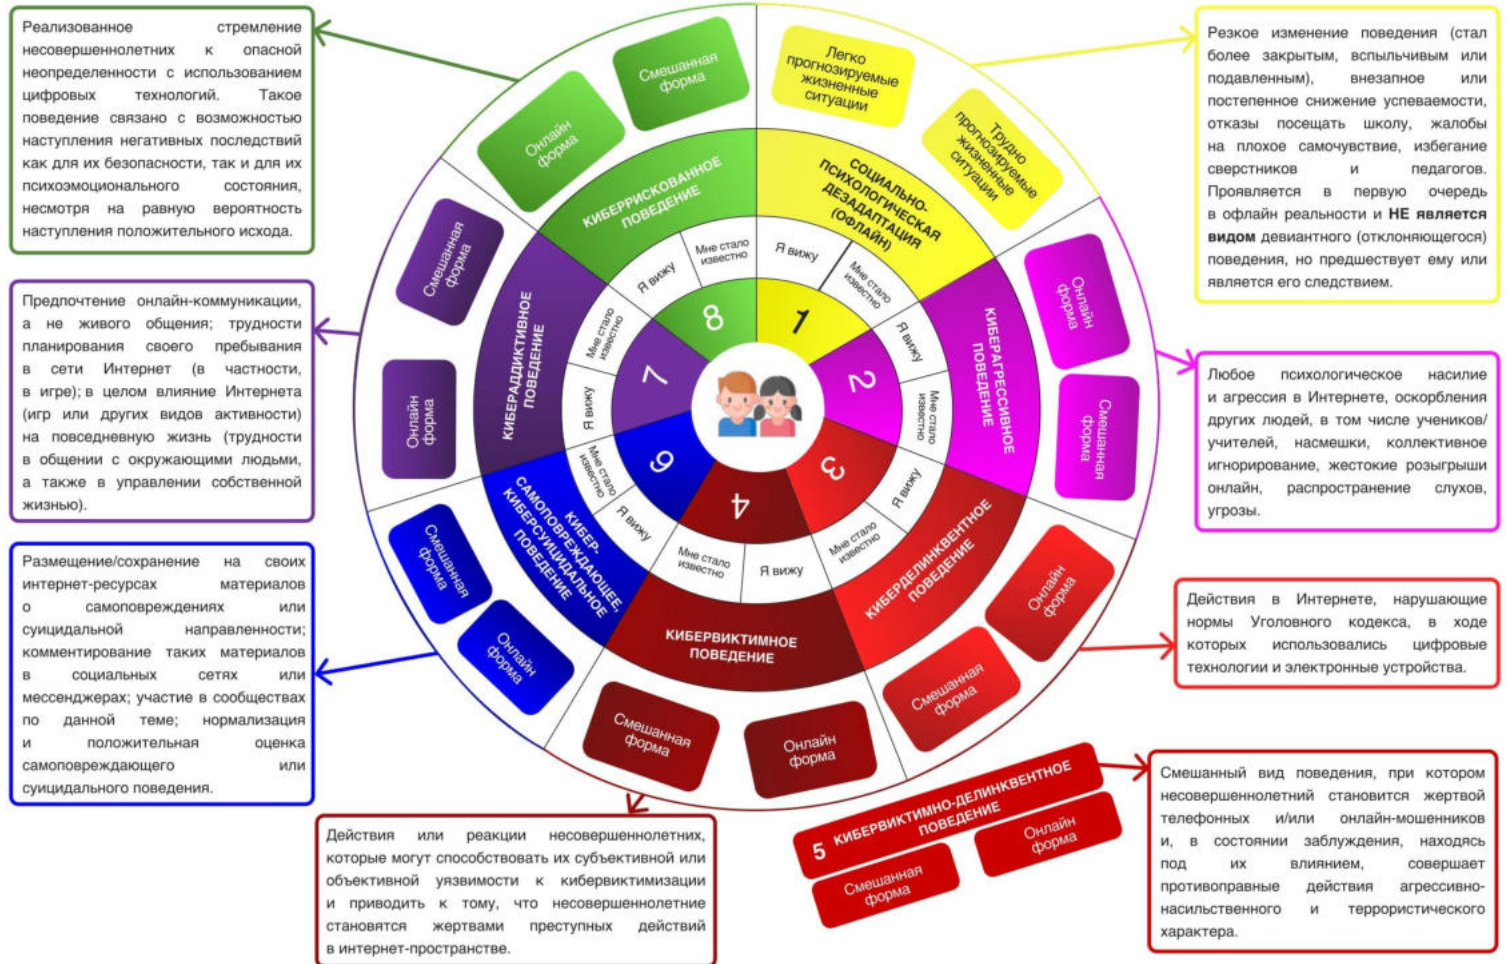 Реализованное стремление
несовершеннолетних к опасной
неопределенности с использованием
цифровых технологий. Такое
поведение связано с возможностью
наступления негативных последствий
как для их безопасности, так и для их
психоэмоционального состояния,
несмотря на равную вероятность
наступления положительного исхода.
Предпочтение онлайн-коммуникации,
а не живого общения; трудности
планирования своего пребывания
в сети Интернет (в частности,
в игре); в целом влияние Интернета
(игр или других видов активности)
на повседневную жизнь (трудности
в общении с окружающими людьми,
а также в управлении собственной
жизнью).
Размещение/сохранение на своих
интернет-ресурсах материалов
о самоповреждениях или
суицидальной направленности;
комментирование таких материалов
в социальных сетях или
мессенджерах; участие в сообществах
по данной теме; нормализация
и положительная оценка
самоповреждающего или
суицидального поведения.
Действия или реакции несовершеннолетних,
которые могут способствовать их субъективной или
объективной уязвимости к кибервиктимизации
и приводить к тому, что несовершеннолетние
становятся жертвами преступных действий
в интернет-пространстве.
1
СОЦИАЛЬНО-
ПСИХОЛОГИЧЕСКАЯ
ДЕЗАДАПТАЦИЯ
(ОФЛАЙН)
Я вижу
Мне стало
известно
Легко
прогнозируемые
жизненные
ситуации
Трудно
прогнозируемые
жизненные
ситуации
2
КИБЕРАГРЕССИВНОЕ
ПОВЕДЕНИЕ
Я вижу
Мне стало
известно
Онлайн
форма
Смешанная
форма
3
КИБЕРДЕЛИНКВЕНТНОЕ
ПОВЕДЕНИЕ
Я вижу
Мне стало
известно
Онлайн
форма
Смешанная
форма
4
КИБЕРВИКТИМНОЕ
ПОВЕДЕНИЕ
Я вижу
Мне стало
известно
Онлайн
форма
Смешанная
форма
5 КИБЕРВИКТИМНО-ДЕЛИНКВЕНТНОЕ
ПОВЕДЕНИЕ
Смешанная
форма
Онлайн
форма
6
КИБЕР-
САМОПОВРЕЖДАЮЩЕЕ,
КИБЕРСУИЦИДАЛЬНОЕ
ПОВЕДЕНИЕ
Я вижу
Мне стало
известно
Онлайн
форма
Смешанная
форма
7
КИБЕРАДДИКТИВНОЕ
ПОВЕДЕНИЕ
Я вижу
Мне стало
известно
Онлайн
форма
Смешанная
форма
8
КИБЕРРИСКОВАННОЕ
ПОВЕДЕНИЕ
Я вижу
Мне стало
известно
Онлайн
форма
Смешанная
форма
Резкое изменение поведения (стал
более закрытым, вспыльчивым или
подавленным), внезапное или
постепенное снижение успеваемости,
отказы посещать школу, жалобы
на плохое самочувствие, избегание
сверстников и педагогов.
Проявляется в первую очередь
в офлайн реальности и НЕ является
видом девиантного (отклоняющегося)
поведения, но предшествует ему или
является его следствием.
Любое психологическое насилие
и агрессия в Интернете, оскорбления
других людей, в том числе учеников/
учителей, насмешки, коллективное
игнорирование, жестокие розыгрыши
онлайн, распространение слухов,
угрозы.
Действия в Интернете, нарушающие
нормы Уголовного кодекса, в ходе
которых использовались цифровые
технологии и электронные устройства.
Смешанный вид поведения, при котором
несовершеннолетний становится жертвой
телефонных и/или онлайн-мошенников
и, в состоянии заблуждения, находясь
под их влиянием, совершает
противоправные действия агрессивно-
насильственного и террористического
характера.